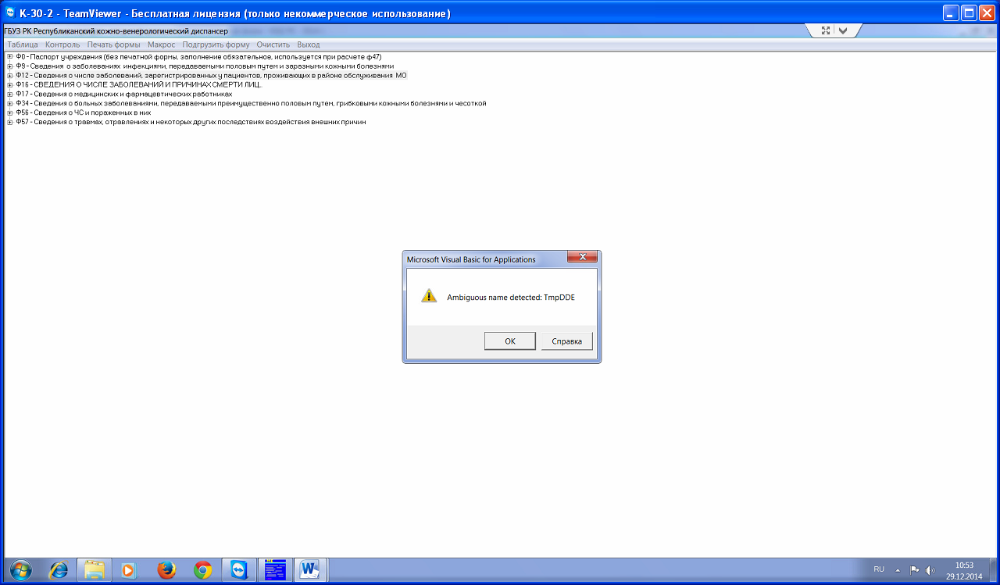 K-30-2 - TeamViewer - Бесплатная лицензия (только некоммерческое использование)
ГБУЗ РК Республиканский кожно-венерологический диспансер
Таблица Контроль Печать формы Макрос Подгрузить форму Очистить Выход
Ф0 - Паспорт учреждения (без печатной формы, заполнение обязательное, используется при расчете ф47)
Ф9 - Сведения о заболеваниях инфекциями, передаваемыми половым путем и заразными кожными болезнями
Ф12 - Сведения о числе заболеваний, зарегистрированных у пациентов, проживающих в районе обслуживания МО
Ф16 - СВЕДЕНИЯ О ЧИСЛЕ ЗАБОЛЕВАНИЙ И ПРИЧИНАХ СМЕРТИ ЛИЦ,.
Ф17 - Сведения о медицинских и фармацевтических работниках
Ф34 - Сведения о больных заболеваниями, передаваемыми преимущественно половым путем, грибковыми кожными болезнями и чесоткой
Ф56 - Сведения о ЧС и пораженных в них
Ф57 - Сведения о травмах, отравлениях и некоторых других последствиях воздействия внешних причин
Microsoft Visual Basic for Applications
Ambiguous name detected: TmpDDE
OK Справка
RU
10:53
29.12.2014